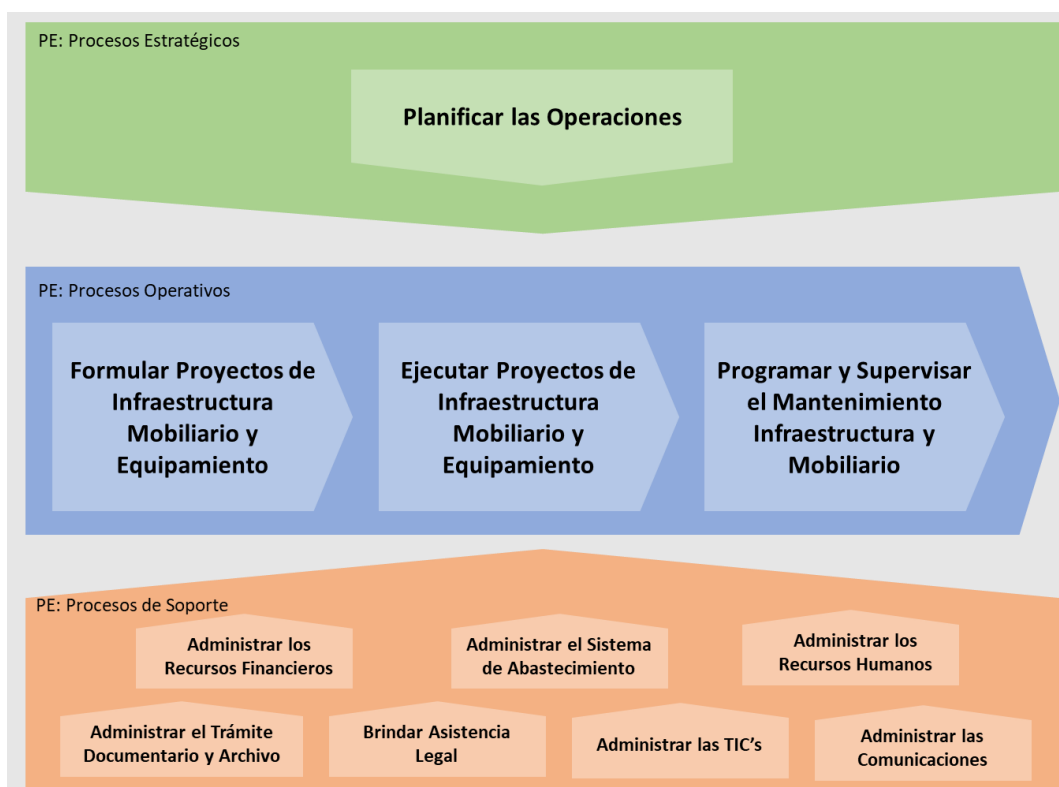 PE: Procesos Estratégicos
Planificar las Operaciones
PE: Procesos Operativos
Formular Proyectos de
Infraestructura
Mobiliario y
Equipamiento
Ejecutar Proyectos de
Infraestructura
Mobiliario y
Equipamiento
Programar y Supervisar
el Mantenimiento
Infraestructura y
Mobiliario
PE: Procesos de Soporte
Administrar los
Recursos Financieros
Administrar el Sistema
de Abastecimiento
Administrar los
Recursos Humanos
Administrar el Trámite
Documentario y Archivo
Brindar Asistencia
Legal
Administrar las TIC’s
Administrar las
Comunicaciones